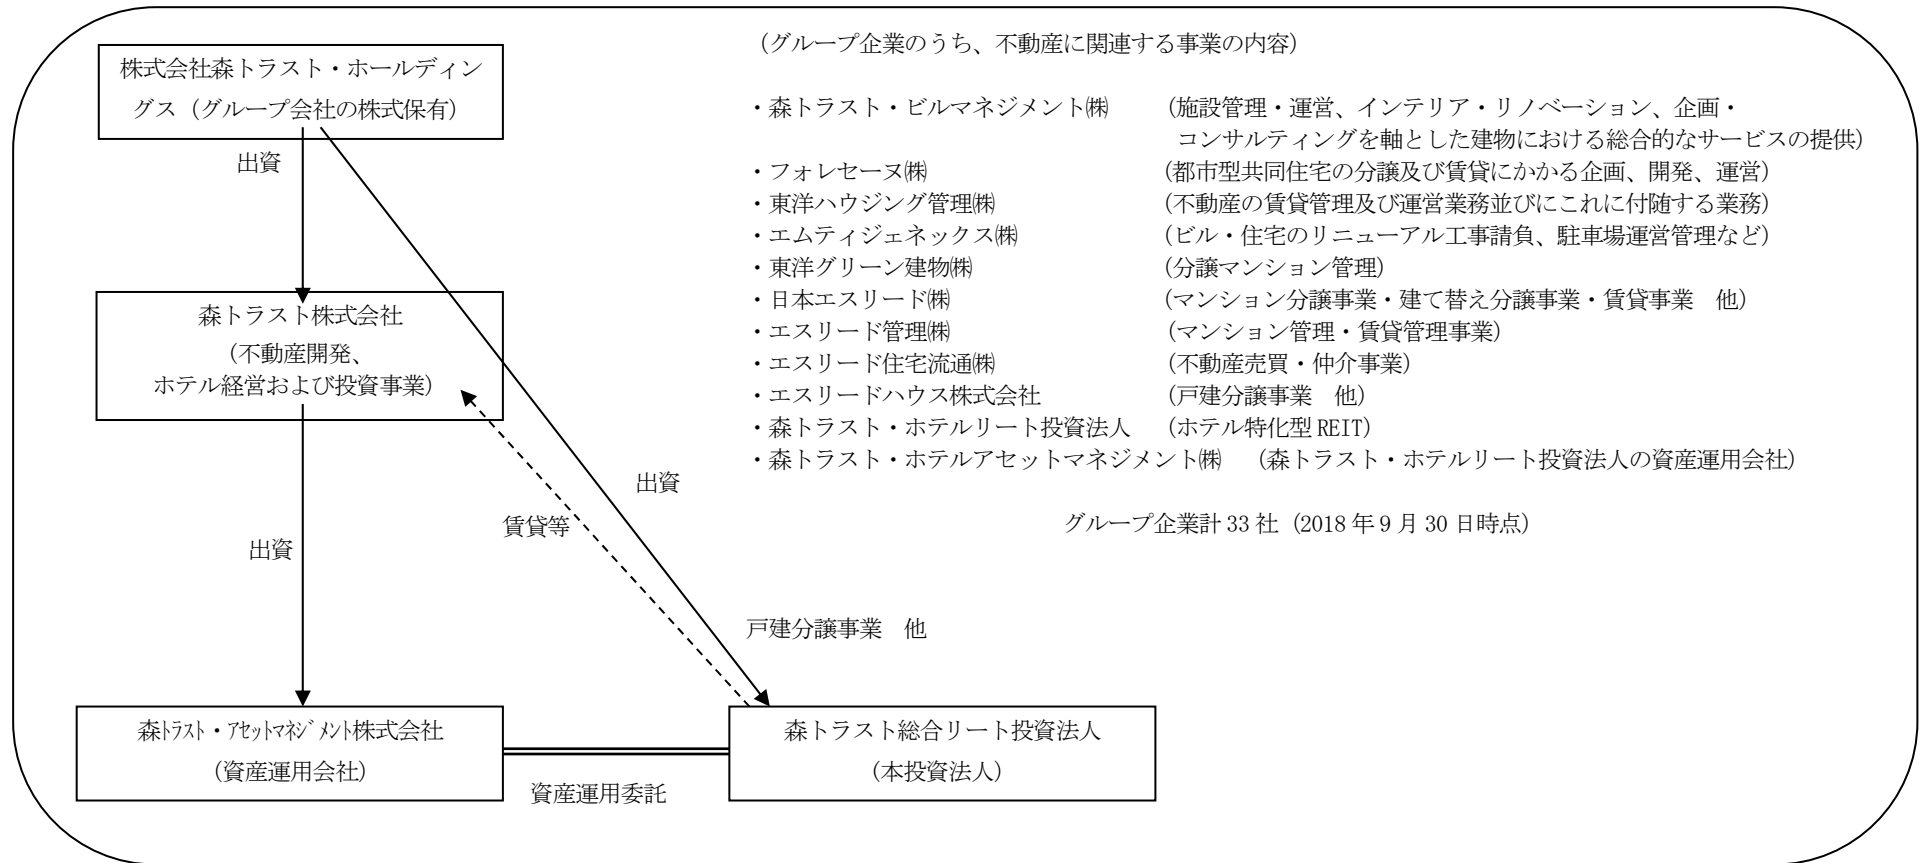 株式会社森トラスト・ホールディン
グス（グループ会社の株式保有）
出資
森トラスト株式会社
（不動産開発、
ホテル経営および投資事業）
出資
賃貸等
出資
森ﾄﾗｽﾄ・ｱｾｯﾄﾏﾈｼﾞﾒﾝﾄ株式会社
（資産運用会社）
資産運用委託
森トラスト総合リート投資法人
（本投資法人）
（グループ企業のうち、不動産に関連する事業の内容）
・森トラスト・ビルマネジメント㈱ （施設管理・運営、インテリア・リノベーション、企画・
コンサルティングを軸とした建物における総合的なサービスの提供）
・フォレセーヌ㈱ （都市型共同住宅の分譲及び賃貸にかかる企画、開発、運営）
・東洋ハウジング管理㈱ （不動産の賃貸管理及び運営業務並びにこれに付随する業務）
・エムティジェネックス㈱ （ビル・住宅のリニューアル工事請負、駐車場運営管理など）
・東洋グリーン建物㈱ （分譲マンション管理）
・日本エスリード㈱ （マンション分譲事業・建て替え分譲事業・賃貸事業　他）
・エスリード管理㈱ （マンション管理・賃貸管理事業）
・エスリード住宅流通㈱ （不動産売買・仲介事業）
・エスリードハウス株式会社 （戸建分譲事業　他）
・森トラスト・ホテルリート投資法人 （ホテル特化型 REIT）
・森トラスト・ホテルアセットマネジメント㈱ （森トラスト・ホテルリート投資法人の資産運用会社）
グループ企業計 33 社（2018 年 9 月 30 日時点）
戸建分譲事業　他